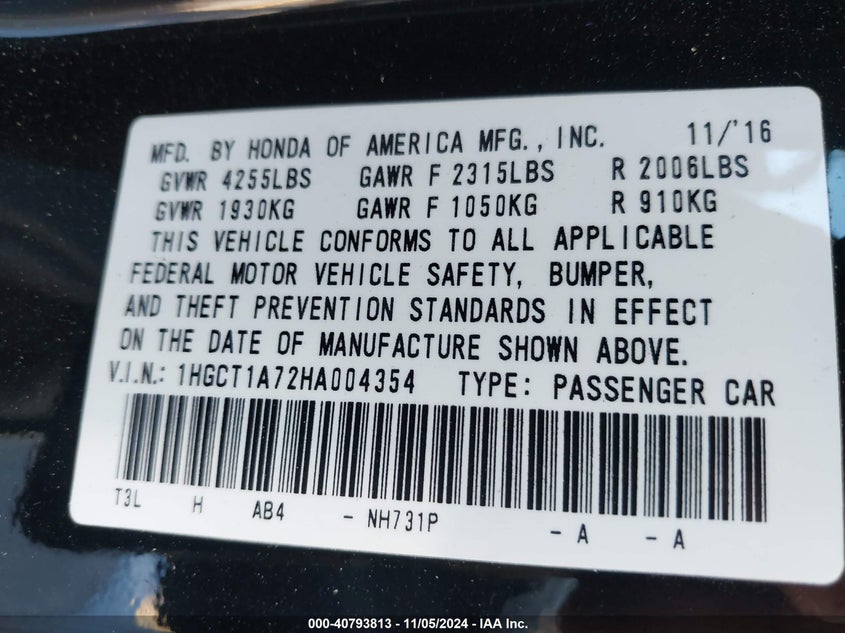 MFD. BY HONDA OF AMERICA MFG., INC. 11/'16
GVWR 4255LBS GAWR F 2315LBS R 2006LBS
GVWR 1930KG GAWR F 1050KG R 910KG
THIS VEHICLE CONFORMS TO ALL APPLICABLE
FEDERAL MOTOR VEHICLE SAFETY, BUMPER,
AND THEFT PREVENTION STANDARDS IN EFFECT
ON THE DATE OF MANUFACTURE SHOWN ABOVE.
V.I.N.: 1HGCT1A72HA004354 TYPE: PASSENGER CAR
T3L H AB4 - NH731P - A - A
000-40793813 - 11/05/2024 - IAA Inc.